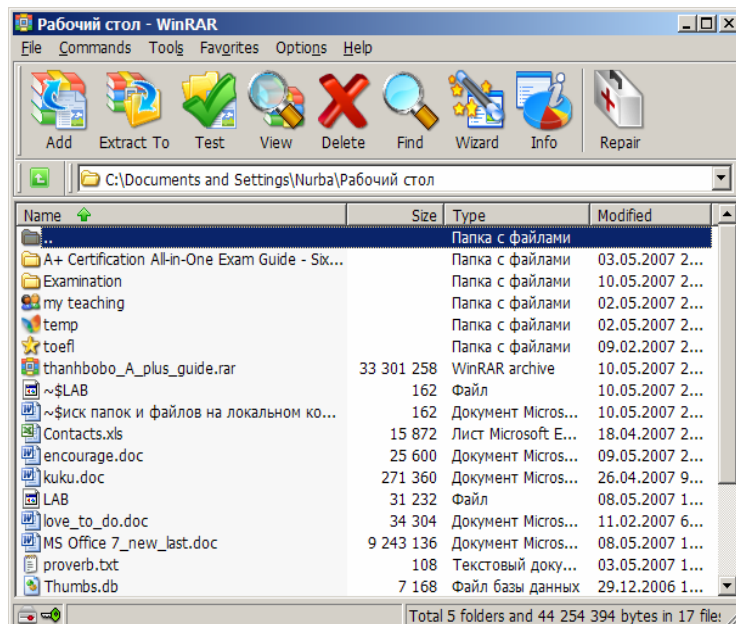 Рабочий стол - WinRAR
File Commands Tools Favorites Options Help
Add Extract To Test View Delete Find Wizard Info Repair
C:\Documents and Settings\Nurba\Рабочий стол
Name Size Type Modified
.. Папка с файлами
A+ Certification All-in-One Exam Guide - Six... Папка с файлами 03.05.2007 2...
Examination Папка с файлами 10.05.2007 2...
my teaching Папка с файлами 02.05.2007 2...
temp Папка с файлами 02.05.2007 2...
toefl Папка с файлами 09.02.2007 2...
thanhbobo_A_plus_guide.rar 33 301 258 WinRAR archive 10.05.2007 2...
~$LAB 162 Файл 10.05.2007 2...
~$иск папок и файлов на локальном ко... 162 Документ Micros... 10.05.2007 2...
Contacts.xls 15 872 Лист Microsoft E... 18.04.2007 2...
encourage.doc 25 600 Документ Micros... 09.05.2007 2...
kuku.doc 271 360 Документ Micros... 26.04.2007 9...
LAB 31 232 Файл 08.05.2007 1...
love_to_do.doc 34 304 Документ Micros... 11.02.2007 6...
MS Office 7_new_last.doc 9 243 136 Документ Micros... 08.05.2007 1...
proverb.txt 108 Текстовый доку... 03.05.2007 1...
Thumbs.db 7 168 Файл базы данных 29.12.2006 1...
Total 5 folders and 44 254 394 bytes in 17 file